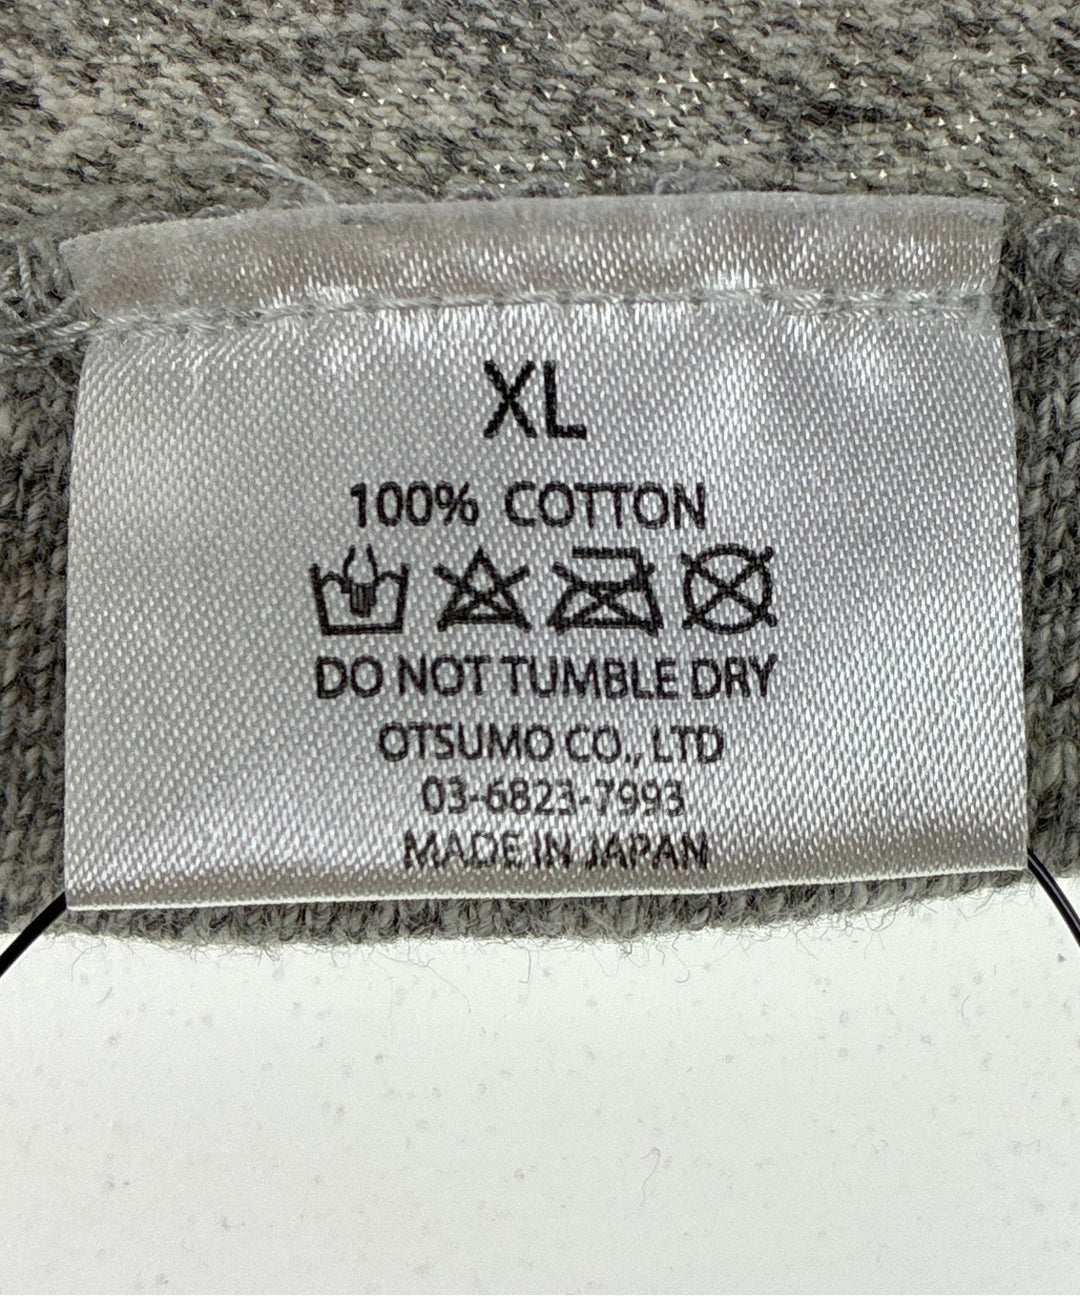 XL
100% COTTON
DO NOT TUMBLE DRY
OTSUMO CO., LTD
03-6823-7993
MADE IN JAPAN